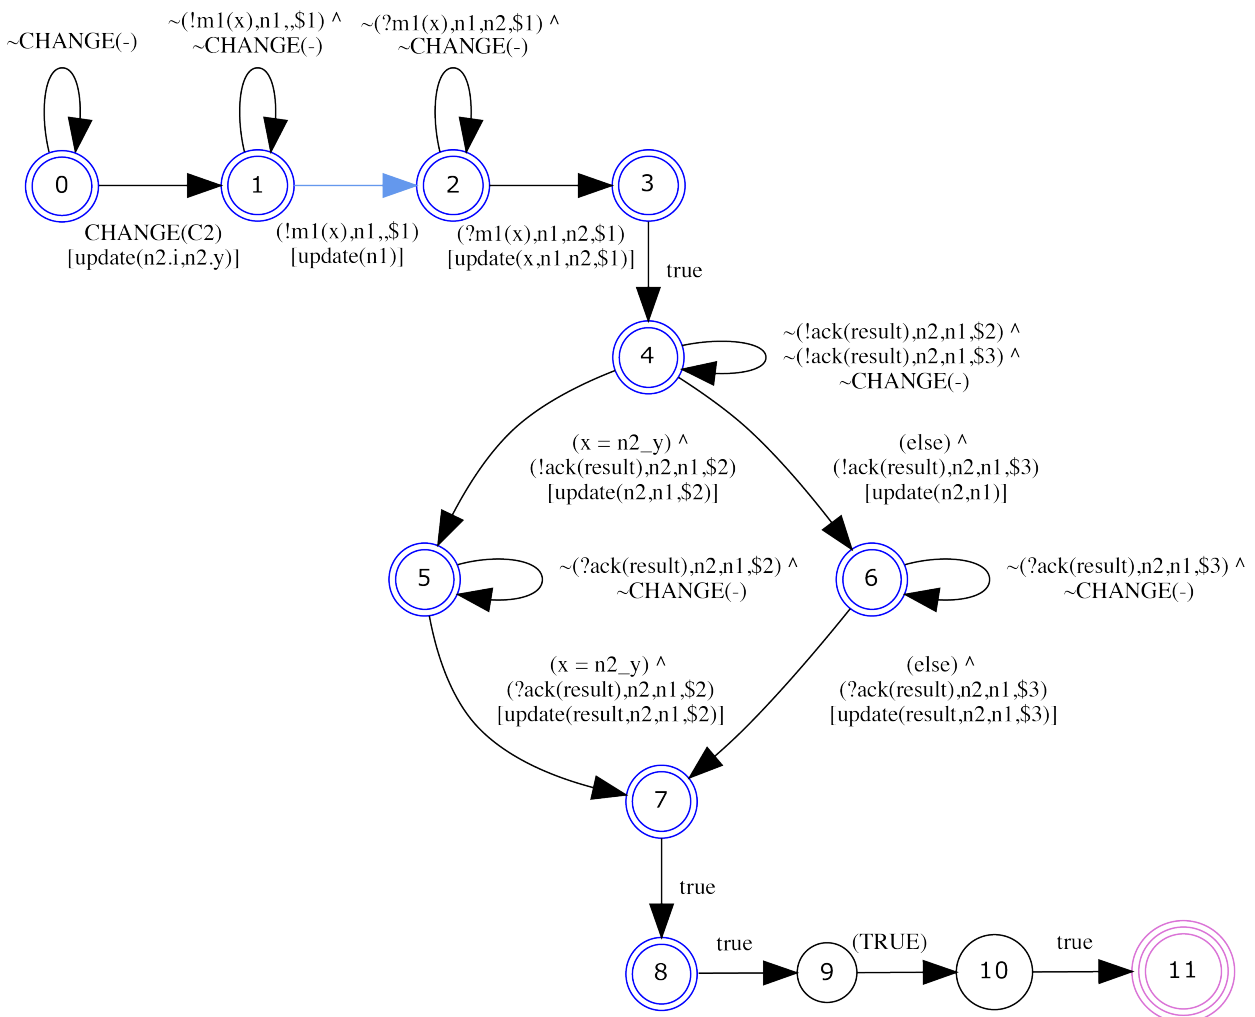 ~CHANGE(-)
~(!m1(x),n1,,$1) ^
~CHANGE(-)
~(?m1(x),n1,n2,$1) ^
~CHANGE(-)
0
1
2
3
CHANGE(C2)
[update(n2.i,n2.y)]
(!m1(x),n1,,$1)
[update(n1)]
(?m1(x),n1,n2,$1)
[update(x,n1,n2,$1)]
true
4
~(!ack(result),n2,n1,$2) ^
~(!ack(result),n2,n1,$3) ^
~CHANGE(-)
(x = n2_y) ^
(!ack(result),n2,n1,$2)
[update(n2,n1,$2)]
(else) ^
(!ack(result),n2,n1,$3)
[update(n2,n1)]
5
~(?ack(result),n2,n1,$2) ^
~CHANGE(-)
6
~(?ack(result),n2,n1,$3) ^
~CHANGE(-)
(x = n2_y) ^
(?ack(result),n2,n1,$2)
[update(result,n2,n1,$2)]
(else) ^
(?ack(result),n2,n1,$3)
[update(result,n2,n1,$3)]
7
true
8
true
9
(TRUE)
10
true
11